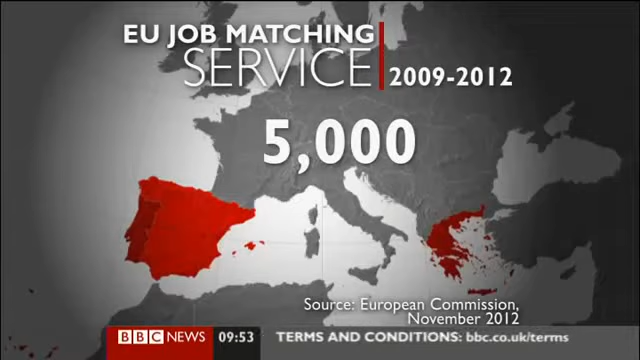 EU JOB MATCHING
SERVICE
2009-2012
5,000
Source: European Commission,
November 2012
BBC NEWS 09:53 TERMS AND CONDITIONS: bbc.co.uk/terms